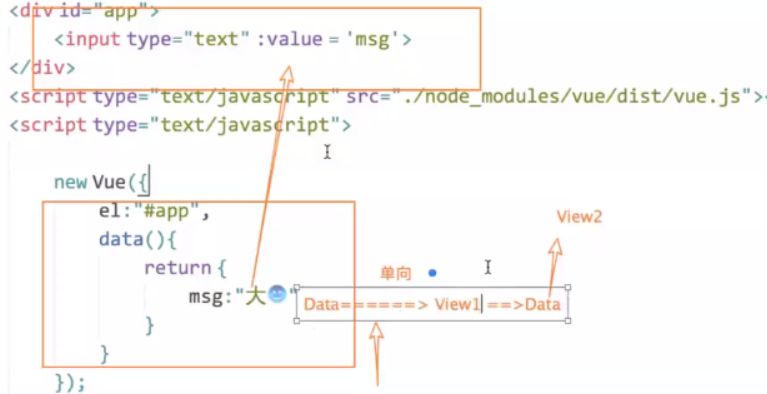 <div id="app">
<input type="text" :value = 'msg'>
</div>
<script type="text/javascript" src="./node_modules/vue/dist/vue.js">
<script type="text/javascript">
new Vue({
el:"#app",
View2
data(){
return {
单向
msg:"大😊"
Data======> View1 ==>Data
}
}
});